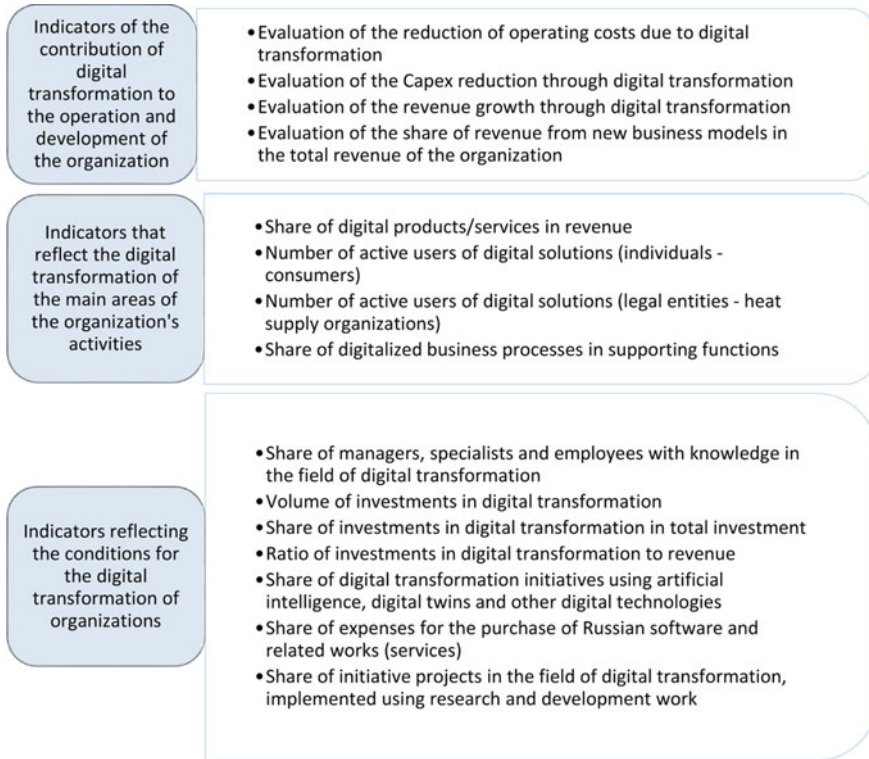 Indicators of the
contribution of
digital
transformation to
the operation and
development of
the organization
•Evaluation of the reduction of operating costs due to digital
transformation
•Evaluation of the Capex reduction through digital transformation
•Evaluation of the revenue growth through digital transformation
•Evaluation of the share of revenue from new business models in
the total revenue of the organization
Indicators that
reflect the digital
transformation of
the main areas of
the organization's
activities
•Share of digital products/services in revenue
•Number of active users of digital solutions (individuals -
consumers)
•Number of active users of digital solutions (legal entities - heat
supply organizations)
•Share of digitalized business processes in supporting functions
Indicators reflecting
the conditions for
the digital
transformation of
organizations
•Share of managers, specialists and employees with knowledge in
the field of digital transformation
•Volume of investments in digital transformation
•Share of investments in digital transformation in total investment
•Ratio of investments in digital transformation to revenue
•Share of digital transformation initiatives using artificial
intelligence, digital twins and other digital technologies
•Share of expenses for the purchase of Russian software and
related works (services)
•Share of initiative projects in the field of digital transformation,
implemented using research and development work